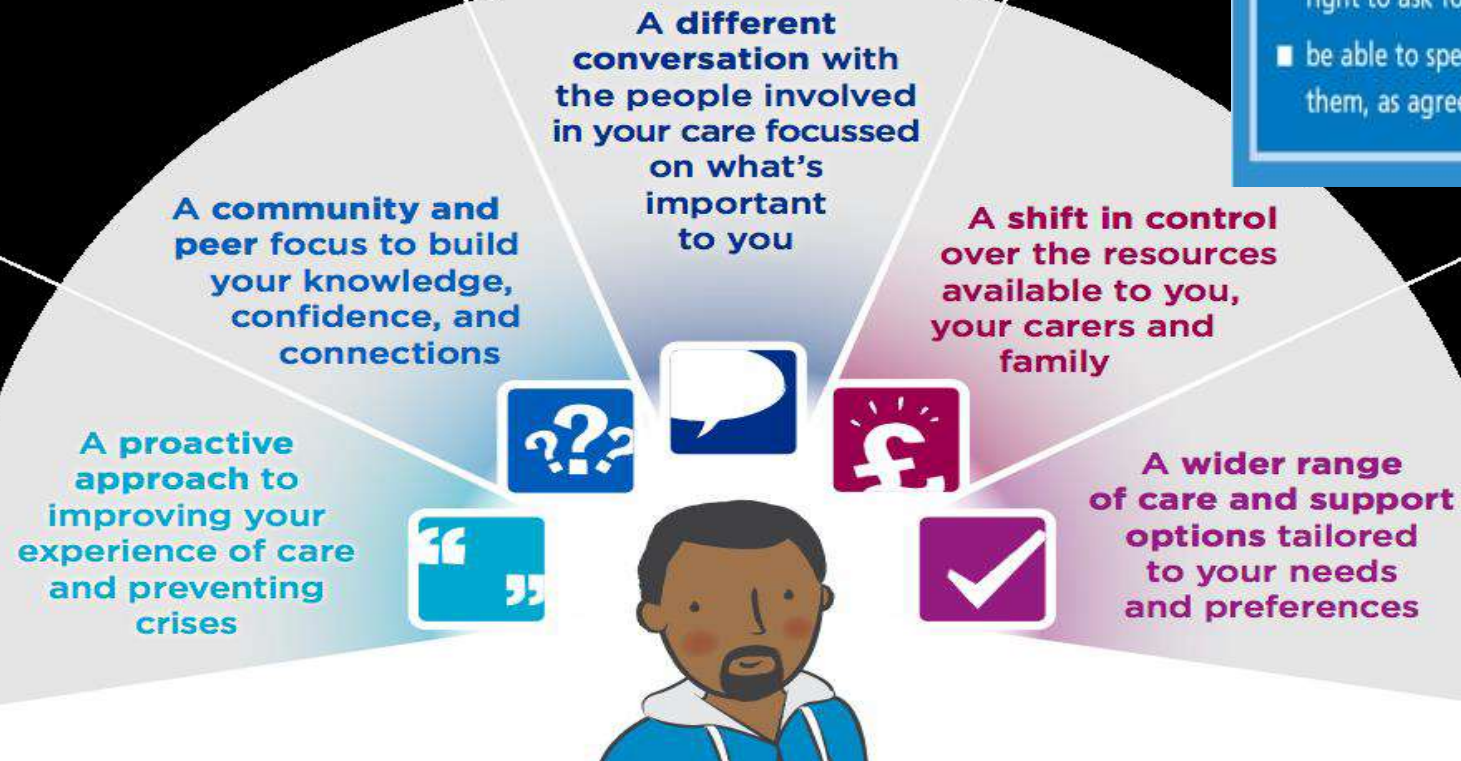 A proactive
approach to
improving your
experience of care
and preventing
crises
A community and
peer focus to build
your knowledge,
confidence, and
connections
A different
conversation with
the people involved
in your care focussed
on what's
important
to you
A shift in control
over the resources
available to you,
your carers and
family
A wider range
of care and support
options tailored
to your needs
and preferences
“ ”
???
£
right to ask
■ be able to
them, as